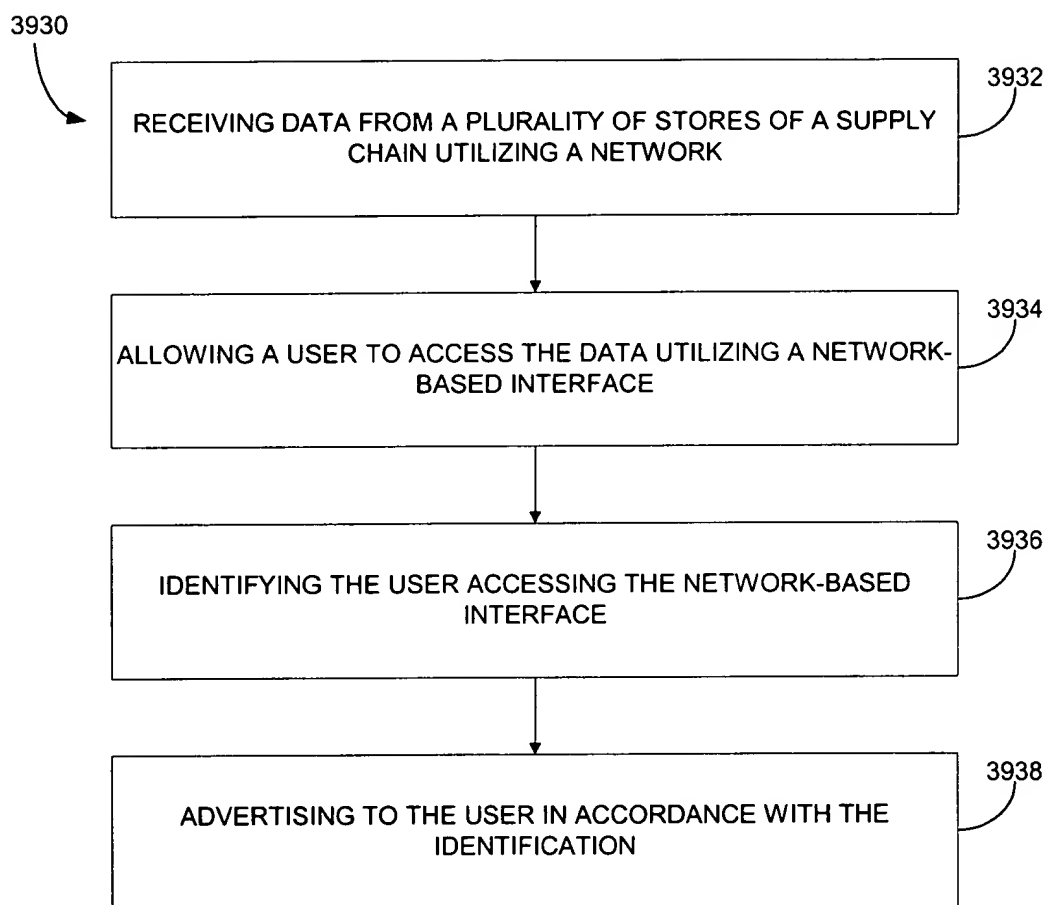 3930
3932
RECEIVING DATA FROM A PLURALITY OF STORES OF A SUPPLY
CHAIN UTILIZING A NETWORK
3934
ALLOWING A USER TO ACCESS THE DATA UTILIZING A NETWORK-
BASED INTERFACE
3936
IDENTIFYING THE USER ACCESSING THE NETWORK-BASED
INTERFACE
3938
ADVERTISING TO THE USER IN ACCORDANCE WITH THE
IDENTIFICATION